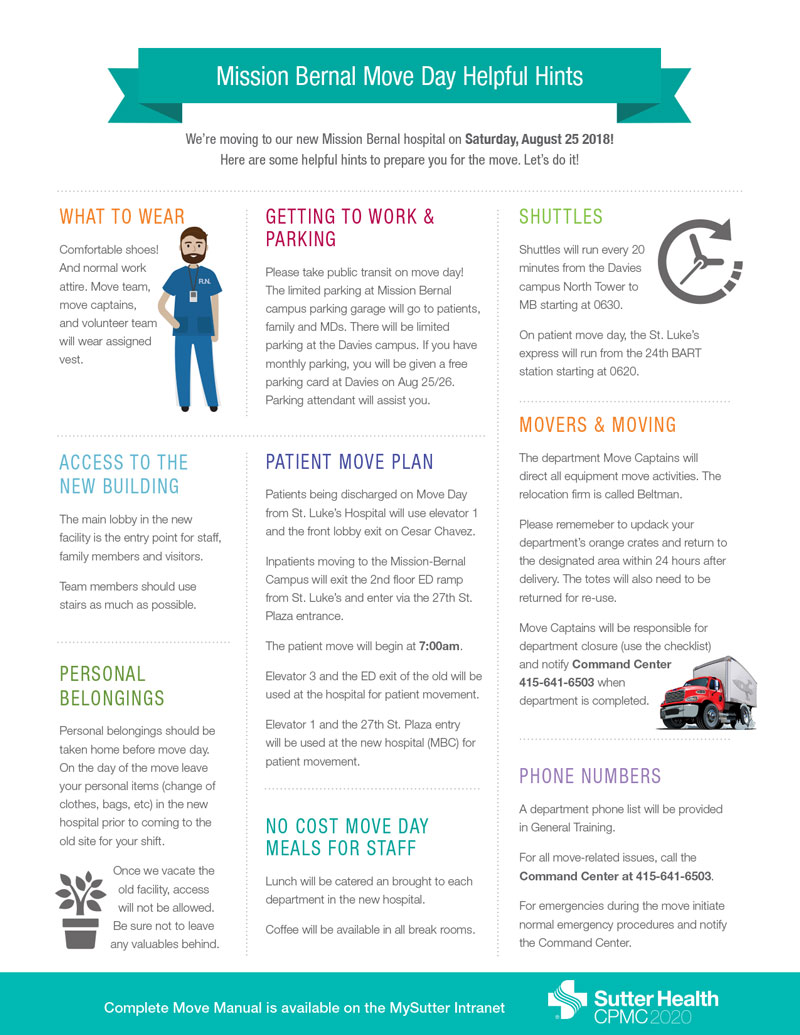 Mission Bernal Move Day Helpful Hints
We’re moving to our new Mission Bernal hospital on Saturday, August 25 2018!
Here are some helpful hints to prepare you for the move. Let’s do it!
WHAT TO WEAR
Comfortable shoes!
And normal work
attire. Move team,
move captains,
and volunteer team
will wear assigned
vest.
R.N.
GETTING TO WORK &
PARKING
Please take public transit on move day!
The limited parking at Mission Bernal
campus parking garage will go to patients,
family and MDs. There will be limited
parking at the Davies campus. If you have
monthly parking, you will be given a free
parking card at Davies on Aug 25/26.
Parking attendant will assist you.
SHUTTLES
Shuttles will run every 20
minutes from the Davies
campus North Tower to
MB starting at 0630.
On patient move day, the St. Luke’s
express will run from the 24th BART
station starting at 0620.
ACCESS TO THE
NEW BUILDING
The main lobby in the new
facility is the entry point for staff,
family members and visitors.
Team members should use
stairs as much as possible.
PATIENT MOVE PLAN
Patients being discharged on Move Day
from St. Luke’s Hospital will use elevator 1
and the front lobby exit on Cesar Chavez.
Inpatients moving to the Mission-Bernal
Campus will exit the 2nd floor ED ramp
from St. Luke’s and enter via the 27th St.
Plaza entrance.
The patient move will begin at 7:00am.
Elevator 3 and the ED exit of the old will be
used at the hospital for patient movement.
Elevator 1 and the 27th St. Plaza entry
will be used at the new hospital (MBC) for
patient movement.
MOVERS & MOVING
The department Move Captains will
direct all equipment move activities. The
relocation firm is called Beltman.
Please rememeber to updack your
department’s orange crates and return to
the designated area within 24 hours after
delivery. The totes will also need to be
returned for re-use.
Move Captains will be responsible for
department closure (use the checklist)
and notify Command Center
415-641-6503 when
department is completed.
PERSONAL
BELONGINGS
Personal belongings should be
taken home before move day.
On the day of the move leave
your personal items (change of
clothes, bags, etc) in the new
hospital prior to coming to the
old site for your shift.
Once we vacate the
old facility, access
will not be allowed.
Be sure not to leave
any valuables behind.
NO COST MOVE DAY
MEALS FOR STAFF
Lunch will be catered an brought to each
department in the new hospital.
Coffee will be available in all break rooms.
PHONE NUMBERS
A department phone list will be provided
in General Training.
For all move-related issues, call the
Command Center at 415-641-6503.
For emergencies during the move initiate
normal emergency procedures and notify
the Command Center.
Complete Move Manual is available on the MySutter Intranet
Sutter Health
CPMC2020